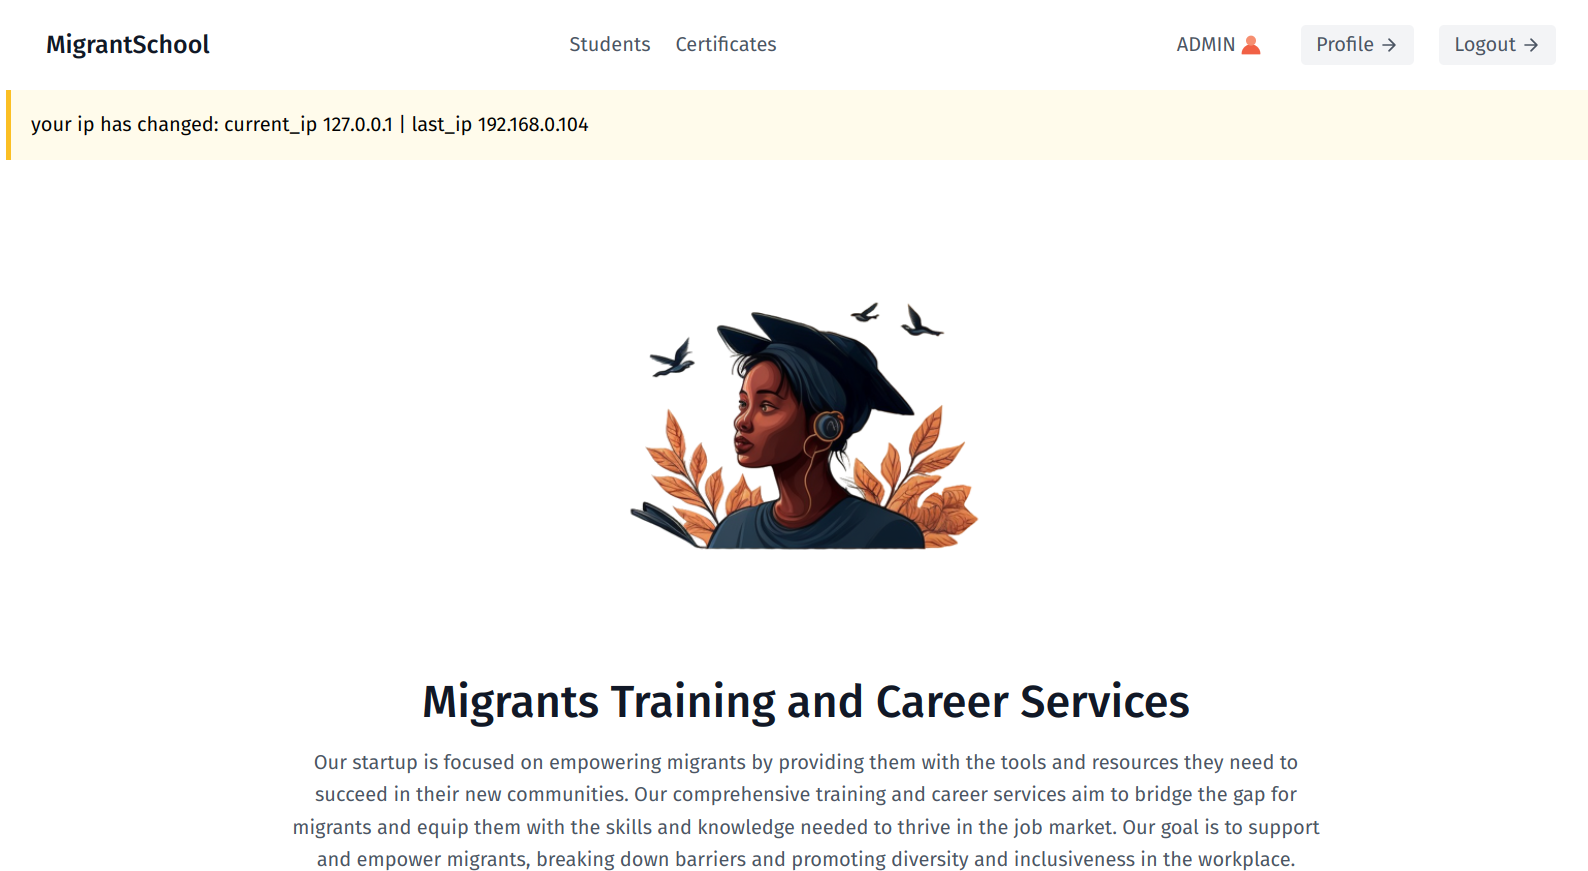 MigrantSchool
Students Certificates
ADMIN
Profile →
Logout →
your ip has changed: current_ip 127.0.0.1 | last_ip 192.168.0.104
Migrants Training and Career Services
Our startup is focused on empowering migrants by providing them with the tools and resources they need to
succeed in their new communities. Our comprehensive training and career services aim to bridge the gap for
migrants and equip them with the skills and knowledge needed to thrive in the job market. Our goal is to support
and empower migrants, breaking down barriers and promoting diversity and inclusiveness in the workplace.